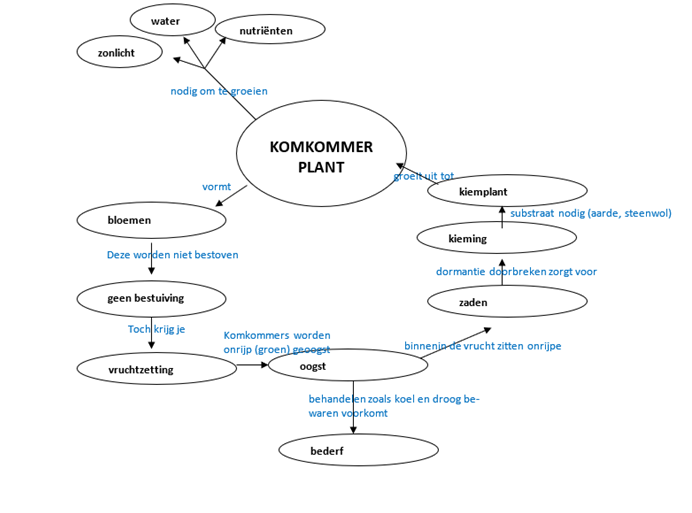 water
nutriënten
zonlicht
nodig om te groeien
KOMKOMMER
PLANT
groeit uit tot
vormt
kiemplant
bloemen
substraat nodig (aarde, steenwol)
kieming
Deze worden niet bestoven
dormantie doorbreken zorgt voor
geen bestuiving
zaden
Toch krijg je
Komkommers worden
onrijp (groen) geoogst
binnenin de vrucht zitten onrijpe
vruchtzetting
oogst
behandelen zoals koel en droog be-
waren voorkomt
bederf